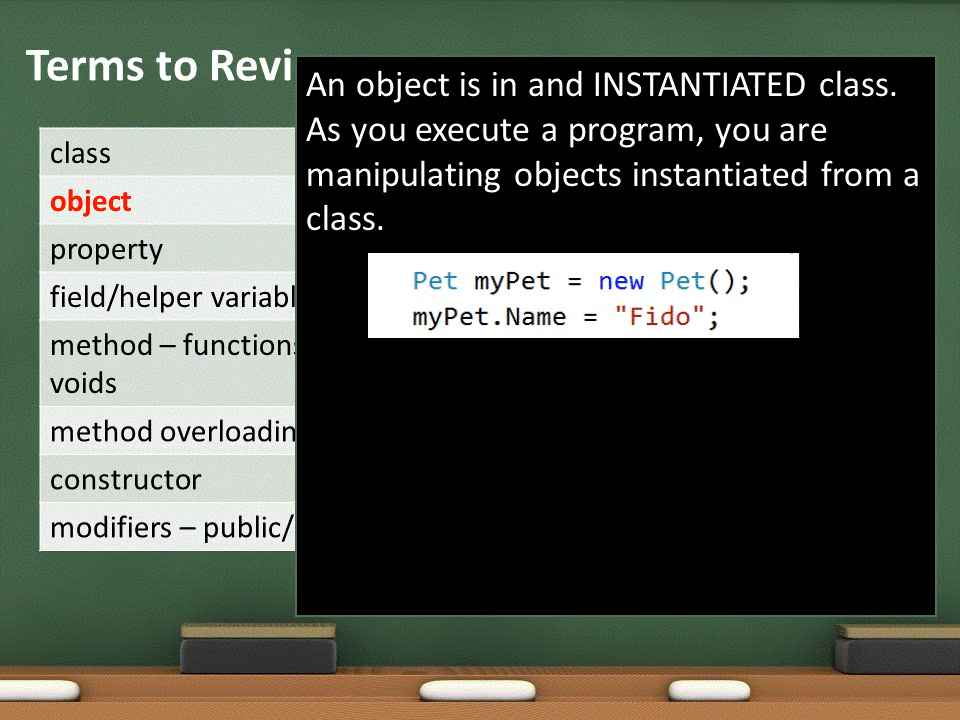 Terms to Revi
An object is in and INSTANTIATED class.
As you execute a program, you are
manipulating objects instantiated from a
class.
Pet myPet = new Pet();
myPet.Name = "Fido";
class
object
property
field/helper variabl
method – functions
voids
method overloadin
constructor
modifiers – public/